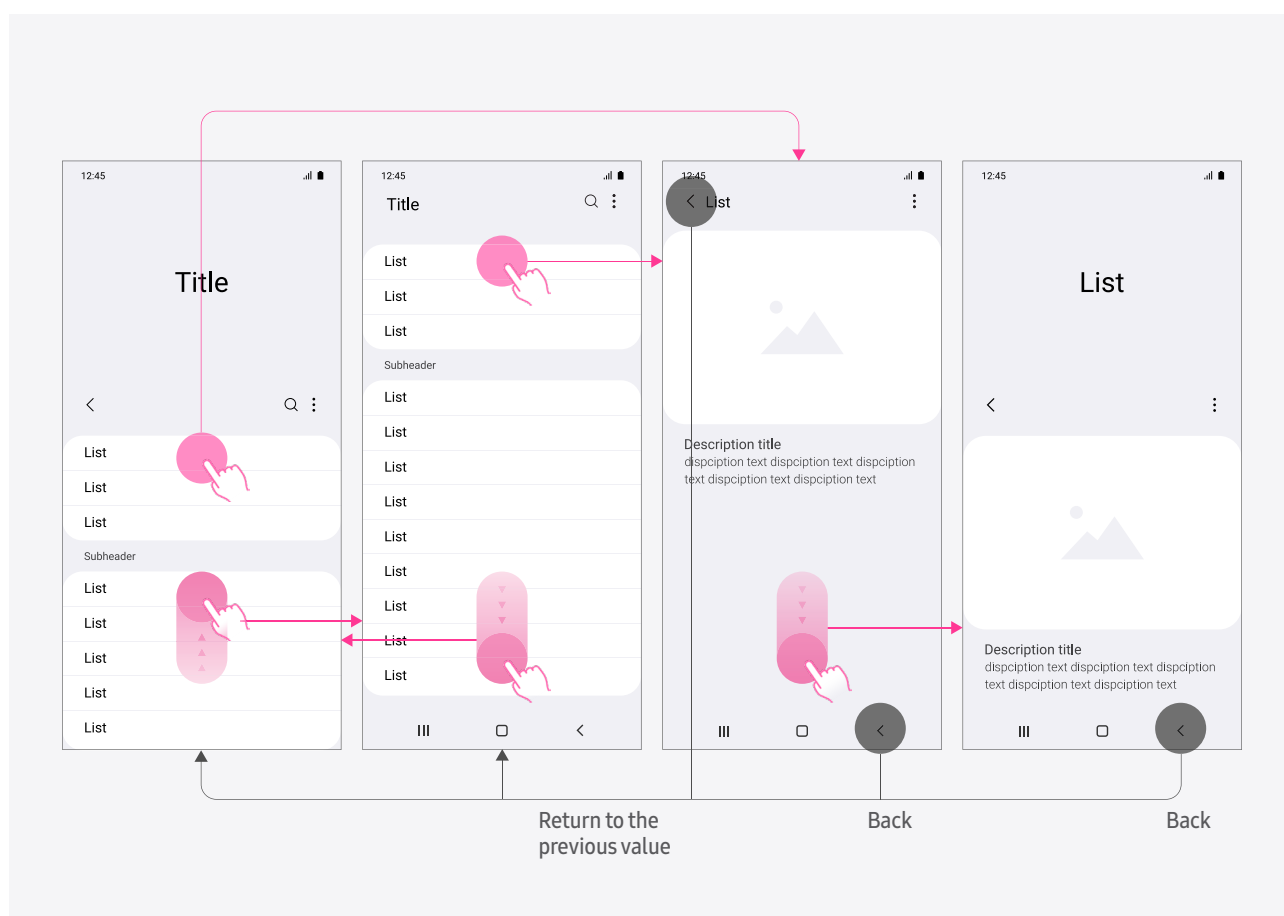 12:45
Title
List
List
List
Subheader
List
List
List
List
List
12:45
Title
List
List
List
Subheader
List
List
List
List
List
List
List
List
List
12:45
List
Description title
dispciption text dispciption text dispciption
text dispciption text dispciption text
12:45
List
Description title
dispciption text dispciption text dispciption
text dispciption text dispciption text
Return to the
previous value
Back
Back